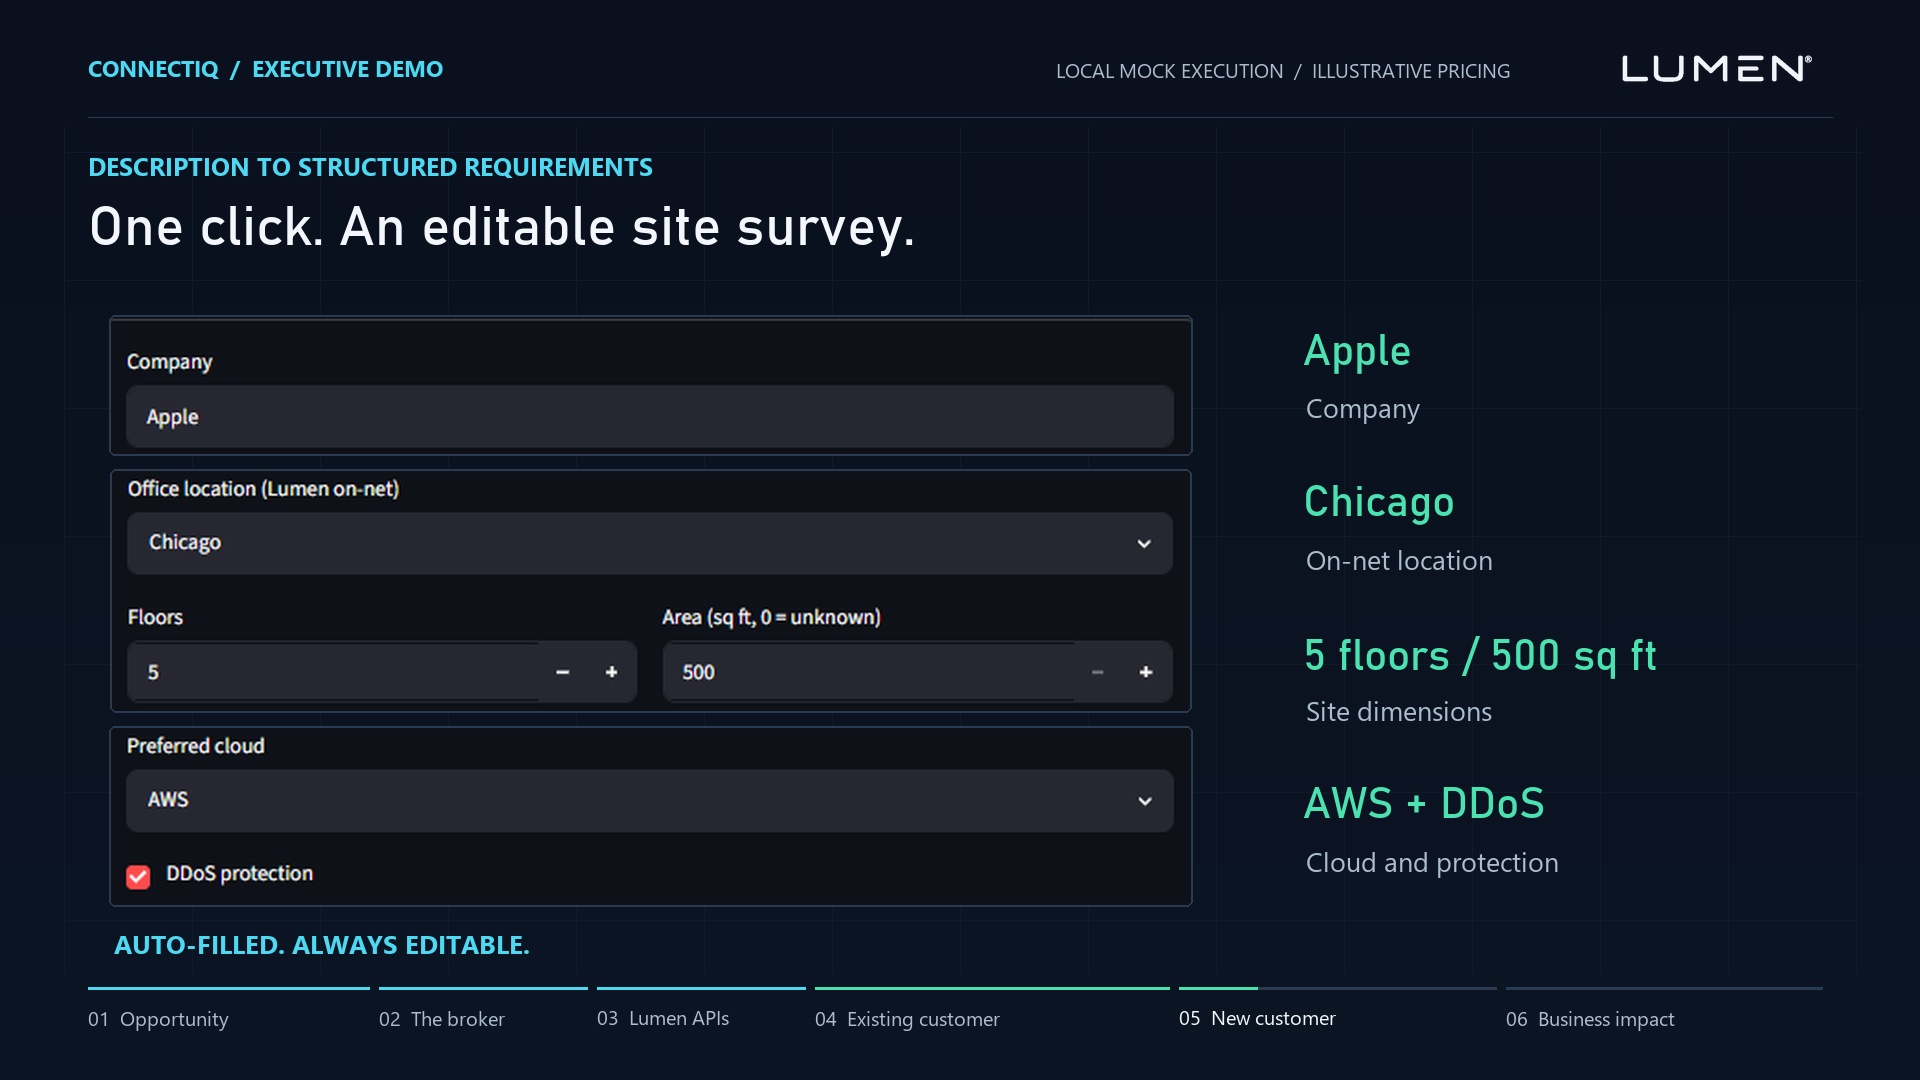 CONNECTIQ / EXECUTIVE DEMO
LOCAL MOCK EXECUTION / ILLUSTRATIVE PRICING
LUMEN®
DESCRIPTION TO STRUCTURED REQUIREMENTS
One click. An editable site survey.
Company
Apple
Office location (Lumen on-net)
Chicago
Floors
Area (sq ft, 0 = unknown)
5 − +
500 − +
Preferred cloud
AWS
DDoS protection
Apple
Company
Chicago
On-net location
5 floors / 500 sq ft
Site dimensions
AWS + DDoS
Cloud and protection
AUTO-FILLED. ALWAYS EDITABLE.
01 Opportunity
02 The broker
03 Lumen APIs
04 Existing customer
05 New customer
06 Business impact